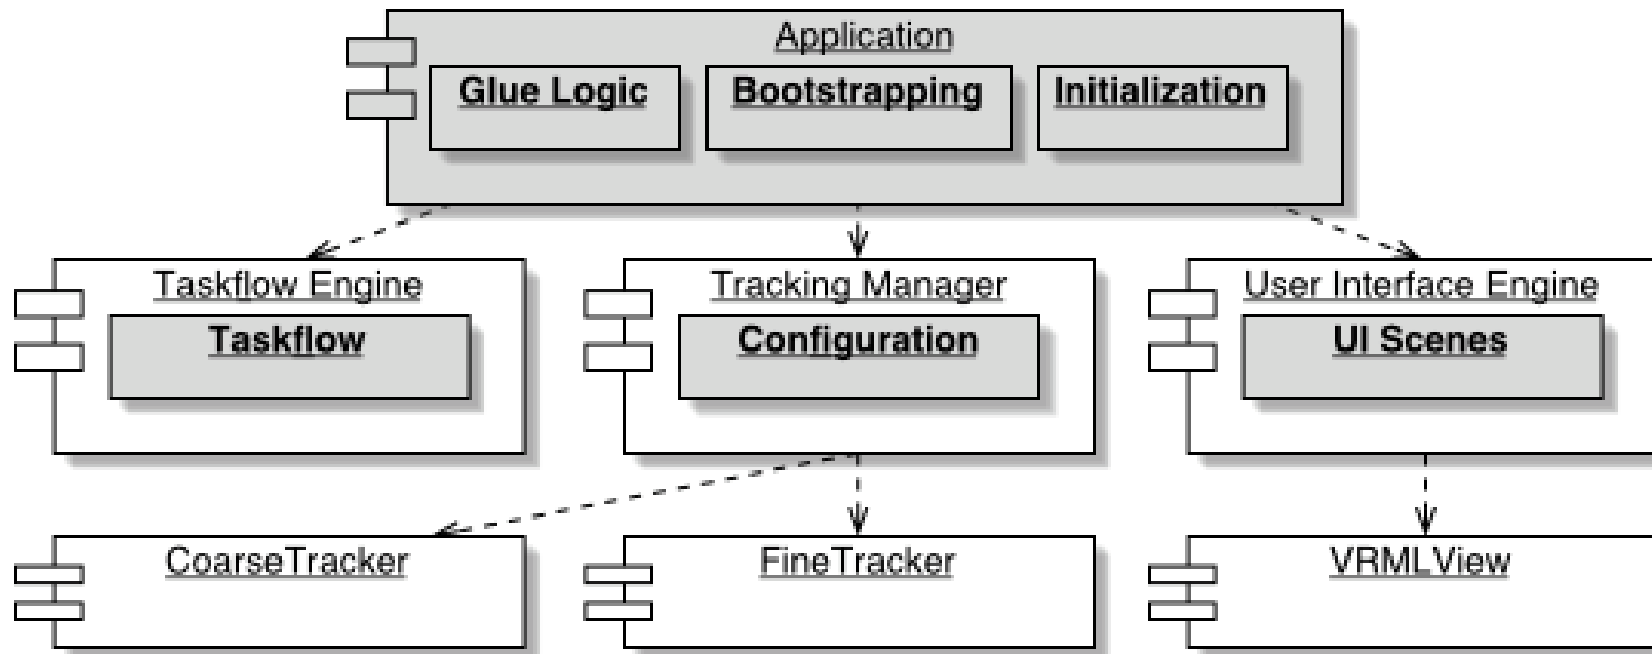 Application
Glue Logic Bootstrapping Initialization
Taskflow Engine Tracking Manager User Interface Engine
Taskflow Configuration UI Scenes
CoarseTracker FineTracker VRMLView